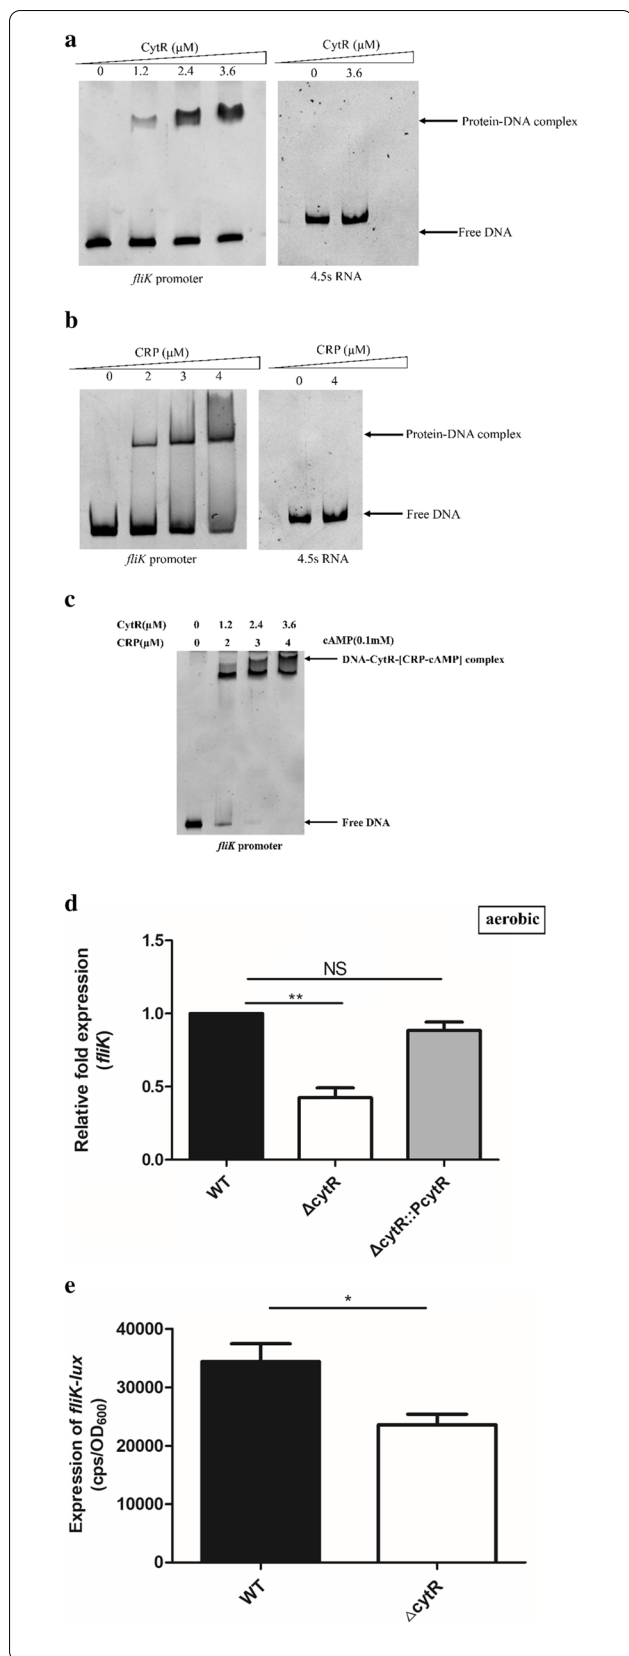 a
CytR (μM)
0 1.2 2.4 3.6
CytR (μM)
0 3.6
Protein-DNA complex
Free DNA
fliK promoter
4.5s RNA
b
CRP (μM)
0 2 3 4
CRP (μM)
0 4
Protein-DNA complex
Free DNA
fliK promoter
4.5s RNA
c
CytR(μM) 0 1.2 2.4 3.6
CRP(μM) 0 2 3 4 cAMP(0.1mM)
DNA-CytR-[CRP-cAMP] complex
Free DNA
fliK promoter
d
aerobic
Relative fold expression
(fliK)
1.5
1.0
0.5
0.0
NS
**
WT
ΔcytR
ΔcytR::PcytR
e
Expression of fliK-lux
(cps/OD600)
40000
30000
20000
10000
0
*
WT
△cytR